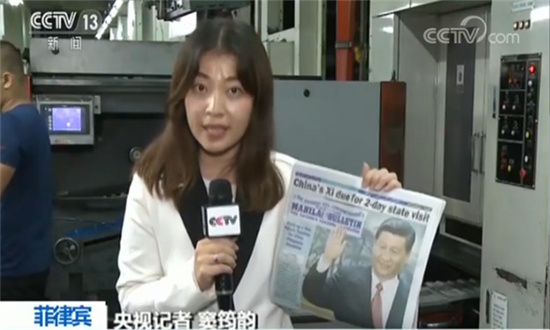 CCTV 13
新闻
CCTV.com
China's Xi due for 2-day state visit
MANILA BULLETIN
CCTV
菲律宾
央视记者 窦筠韵